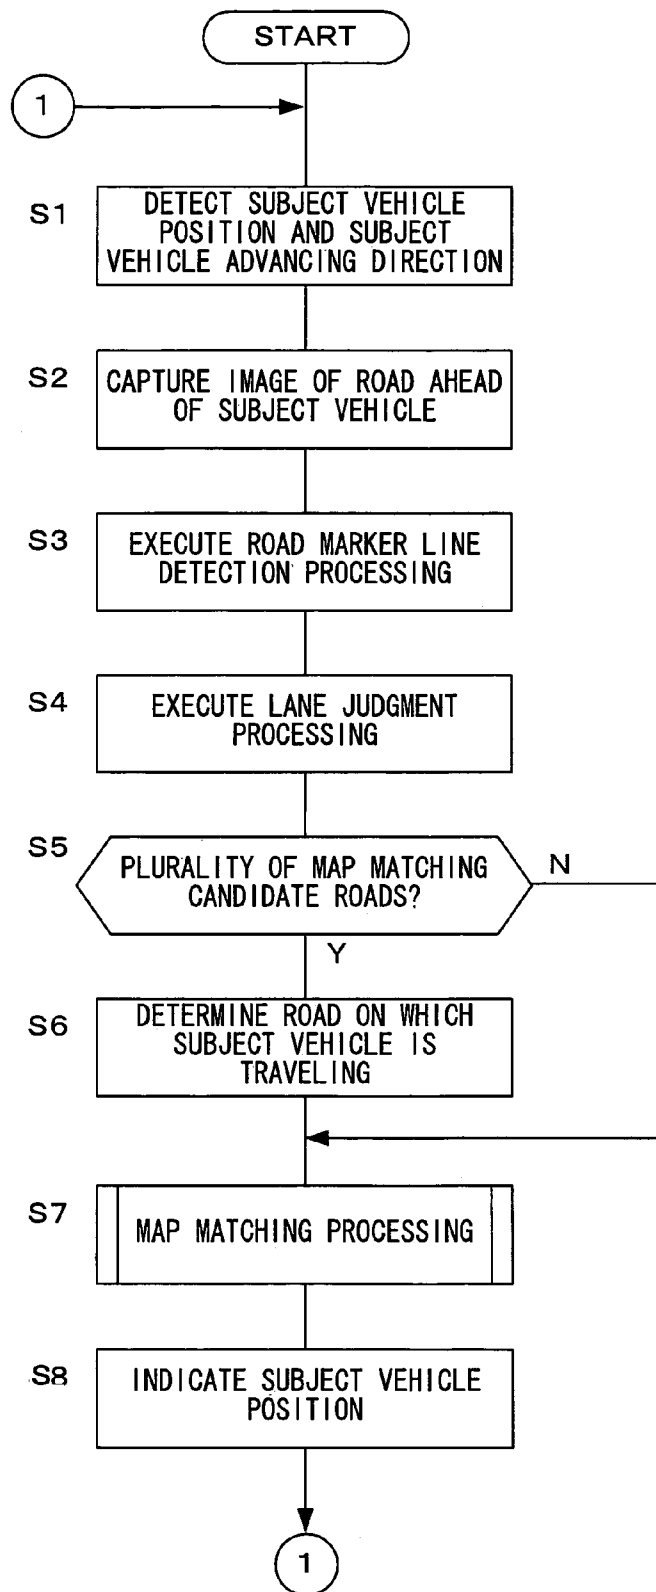 START
1
S1
DETECT SUBJECT VEHICLE
POSITION AND SUBJECT
VEHICLE ADVANCING DIRECTION
S2
CAPTURE IMAGE OF ROAD AHEAD
OF SUBJECT VEHICLE
S3
EXECUTE ROAD MARKER LINE
DETECTION PROCESSING
S4
EXECUTE LANE JUDGMENT
PROCESSING
S5
PLURALITY OF MAP MATCHING
CANDIDATE ROADS?
N
Y
S6
DETERMINE ROAD ON WHICH
SUBJECT VEHICLE IS
TRAVELING
S7
MAP MATCHING PROCESSING
S8
INDICATE SUBJECT VEHICLE
POSITION
1